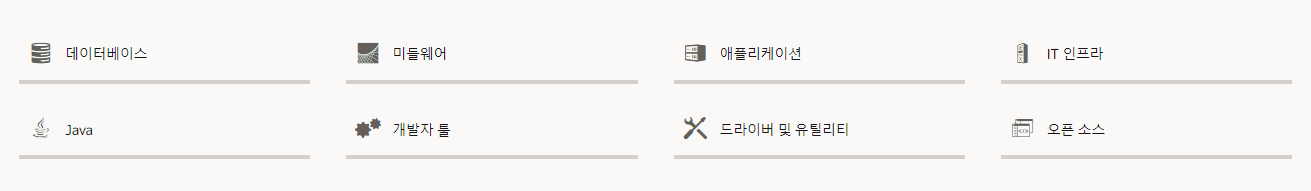 데이터베이스
미들웨어
애플리케이션
IT 인프라
Java
개발자 툴
드라이버 및 유틸리티
오픈 소스